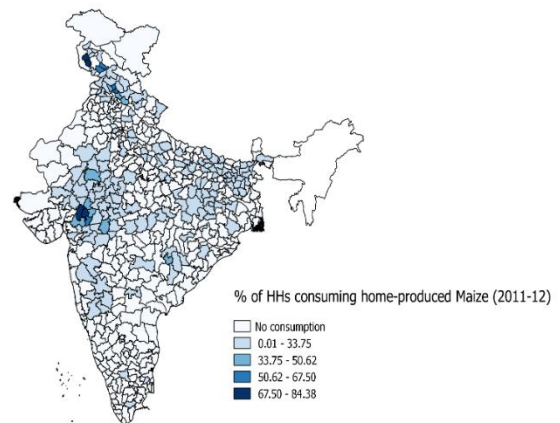 % of HHs consuming home-produced Maize (2011-12)
No consumption
0.01 - 33.75
33.75 - 50.62
50.62 - 67.50
67.50 - 84.38